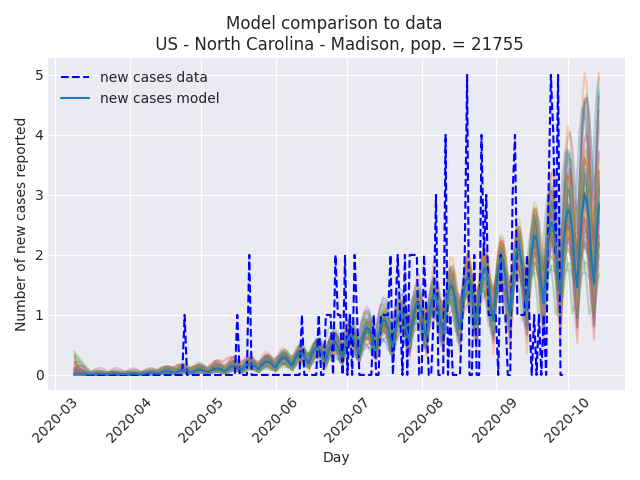 Model comparison to data
US - North Carolina - Madison, pop. = 21755
new cases data
new cases model
Number of new cases reported
5
4
3
2
1
0
2020-03
2020-04
2020-05
2020-06
2020-07
2020-08
2020-09
2020-10
Day